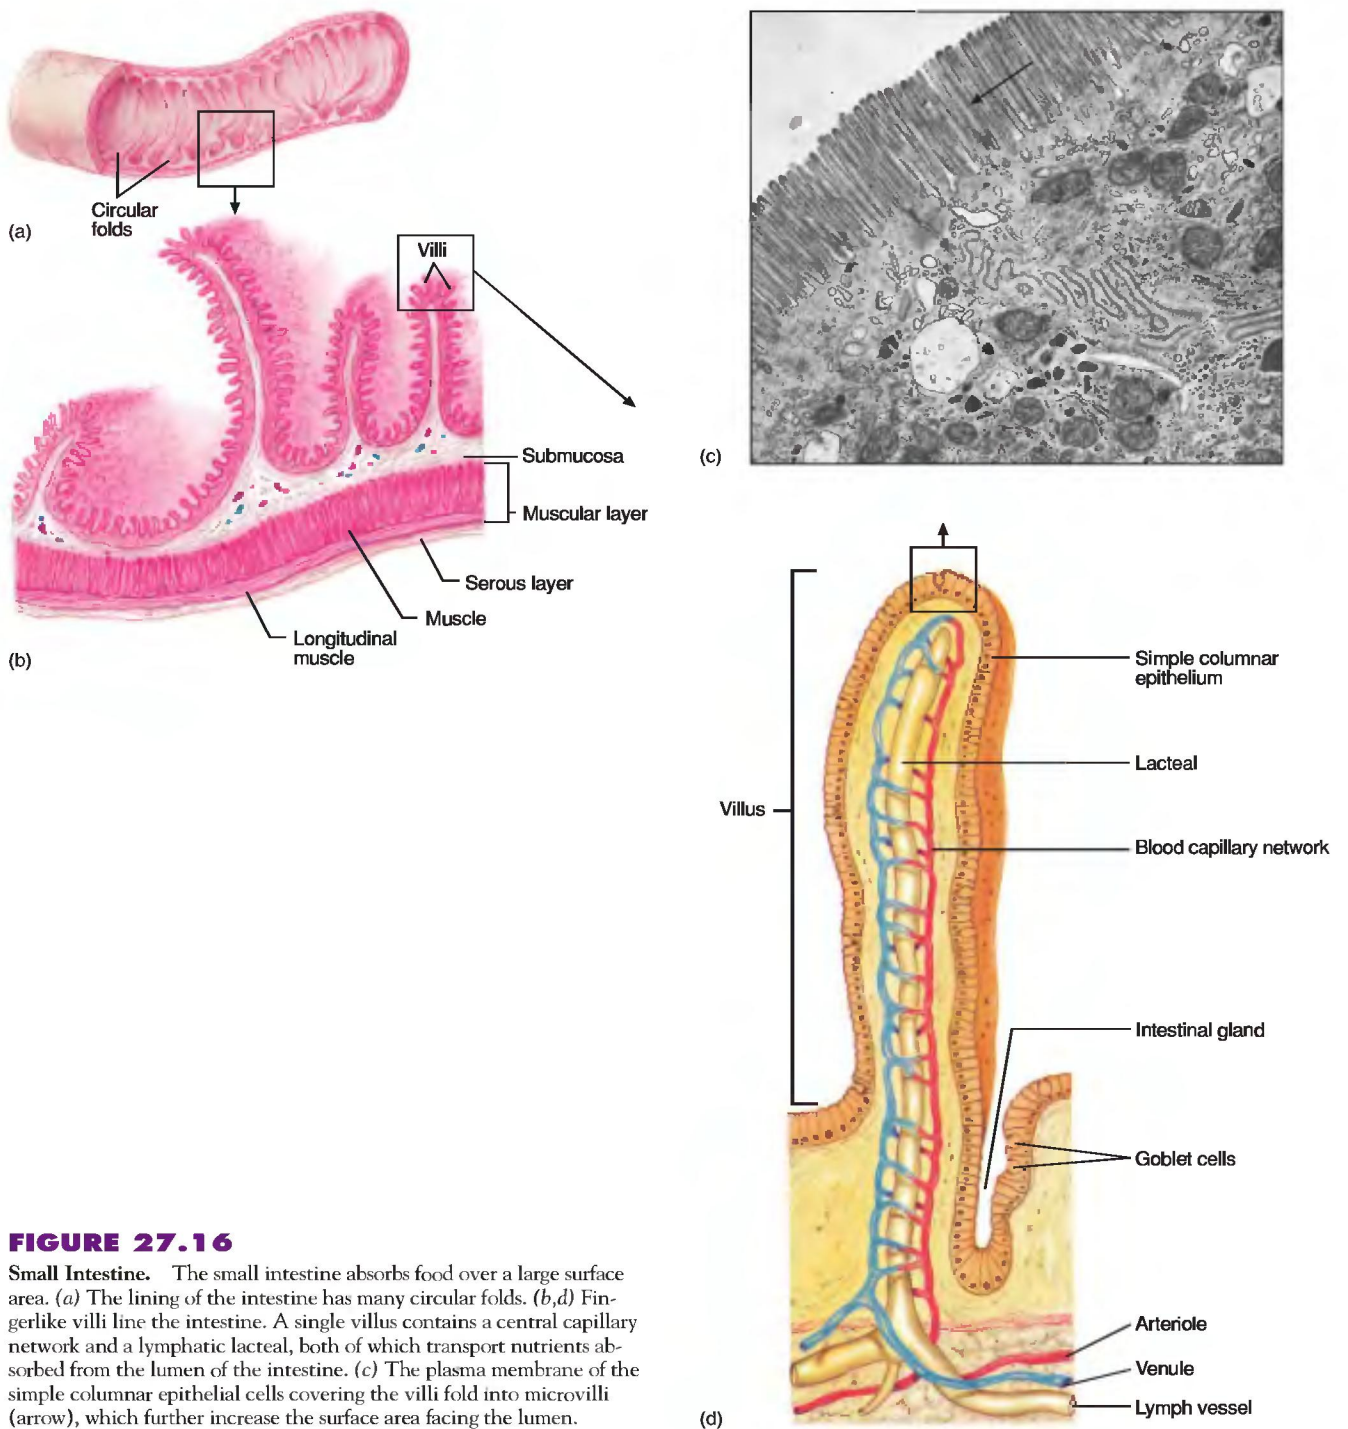 Circular
folds
(a)
Villi
Submucosa
Muscular layer
Serous layer
Muscle
Longitudinal
muscle
(b)
(c)
Simple columnar
epithelium
Lacteal
Villus
Blood capillary network
Intestinal gland
Goblet cells
Arteriole
Venule
Lymph vessel
(d)
FIGURE 27.16
Small Intestine. The small intestine absorbs food over a large surface
area. (a) The lining of the intestine has many circular folds. (b,d) Fin-
gerlike villi line the intestine. A single villus contains a central capillary
network and a lymphatic lacteal, both of which transport nutrients ab-
sorbed from the lumen of the intestine. (c) The plasma membrane of the
simple columnar epithelial cells covering the villi fold into microvilli
(arrow), which further increase the surface area facing the lumen.